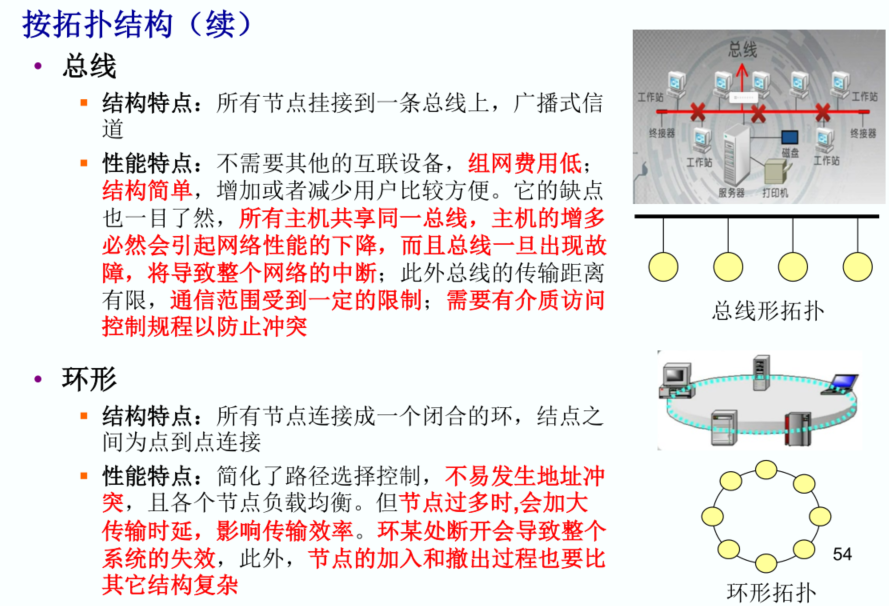 按拓扑结构（续）
• 总线
▪ 结构特点：所有节点挂接到一条总线上，广播式信
道
▪ 性能特点：不需要其他的互联设备，组网费用低；
结构简单，增加或者减少用户比较方便。它的缺点
也一目了然，所有主机共享同一总线，主机的增多
必然会引起网络性能的下降，而且总线一旦出现故
障，将导致整个网络的中断；此外总线的传输距离
有限，通信范围受到一定的限制；需要有介质访问
控制规程以防止冲突
• 环形
▪ 结构特点：所有节点连接成一个闭合的环，结点之
间为点到点连接
▪ 性能特点：简化了路径选择控制，不易发生地址冲
突，且各个节点负载均衡。但节点过多时,会加大
传输时延，影响传输效率。环某处断开会导致整个
系统的失效，此外，节点的加入和撤出过程也要比
其它结构复杂
总线
工作站
工作站
终接器
终接器
工作站
磁盘
工作站
服务器
打印机
总线形拓扑
54
环形拓扑